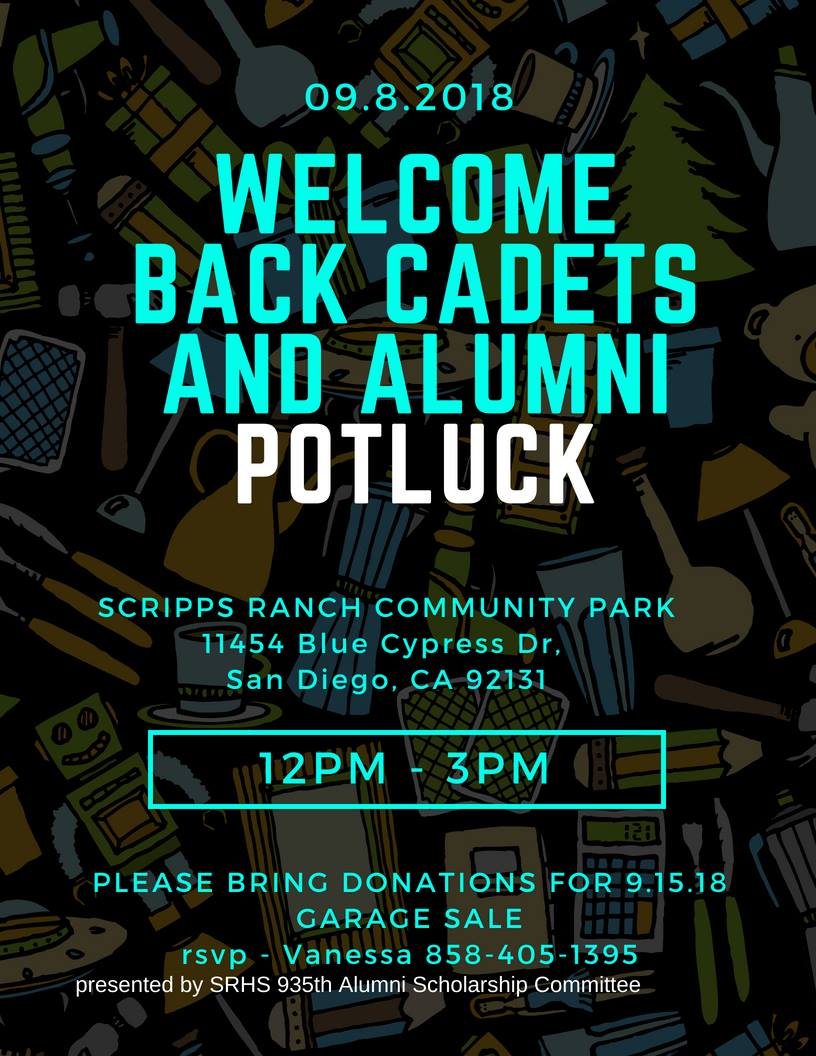 09.8.2018
WELCOME
BACK CADETS
AND ALUMNI
POTLUCK
SCRIPPS RANCH COMMUNITY PARK
11454 Blue Cypress Dr,
San Diego, CA 92131
12PM - 3PM
121
PLEASE BRING DONATIONS FOR 9.15.18
GARAGE SALE
rsvp - Vanessa 858-405-1395
presented by SRHS 935th Alumni Scholarship Committee